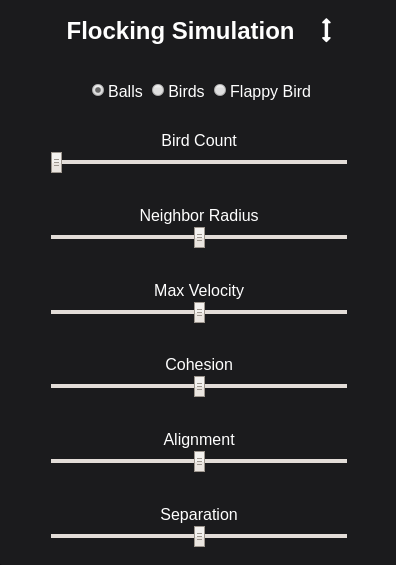 Flocking Simulation
Balls Birds Flappy Bird
Bird Count
Neighbor Radius
Max Velocity
Cohesion
Alignment
Separation